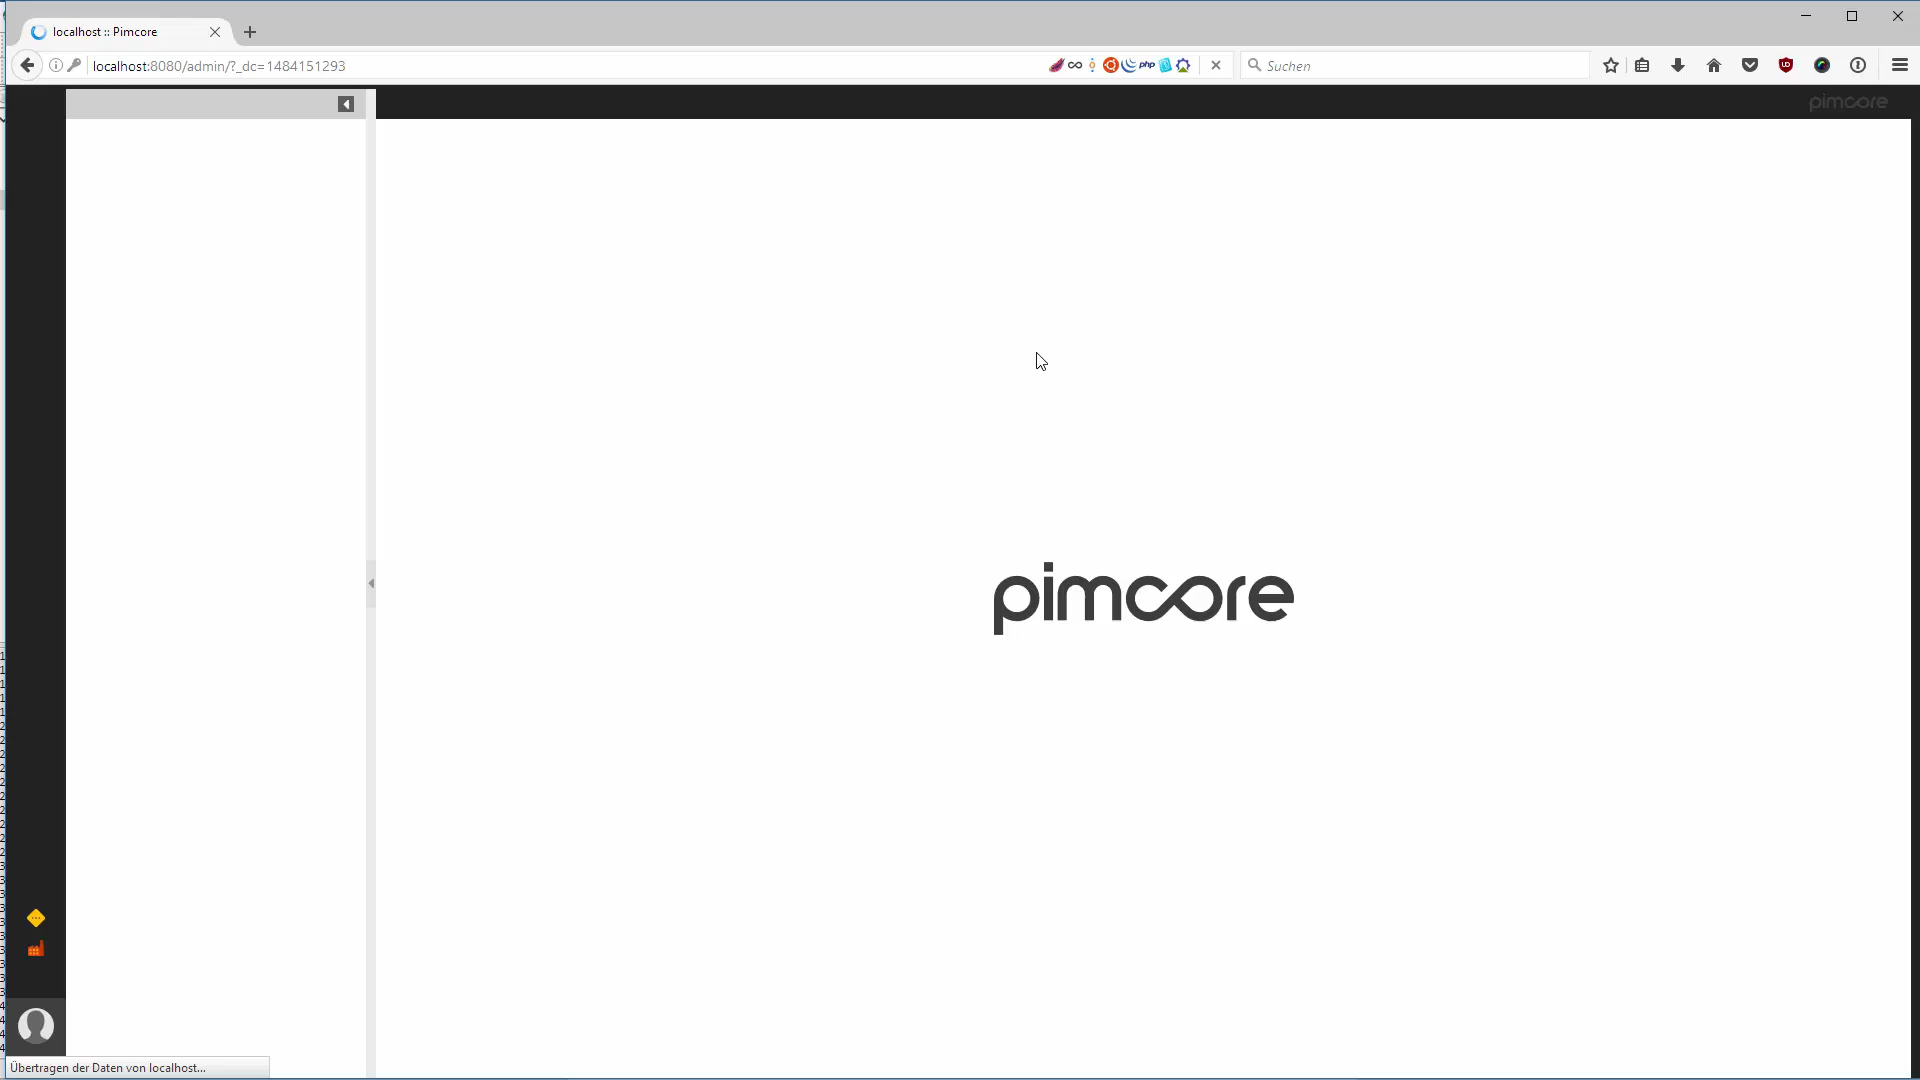 localhost :: Pimcore
localhost:8080/admin/?_dc=1484151293
php
Suchen
pimcore
pimcore
Übertragen der Daten von localhost...